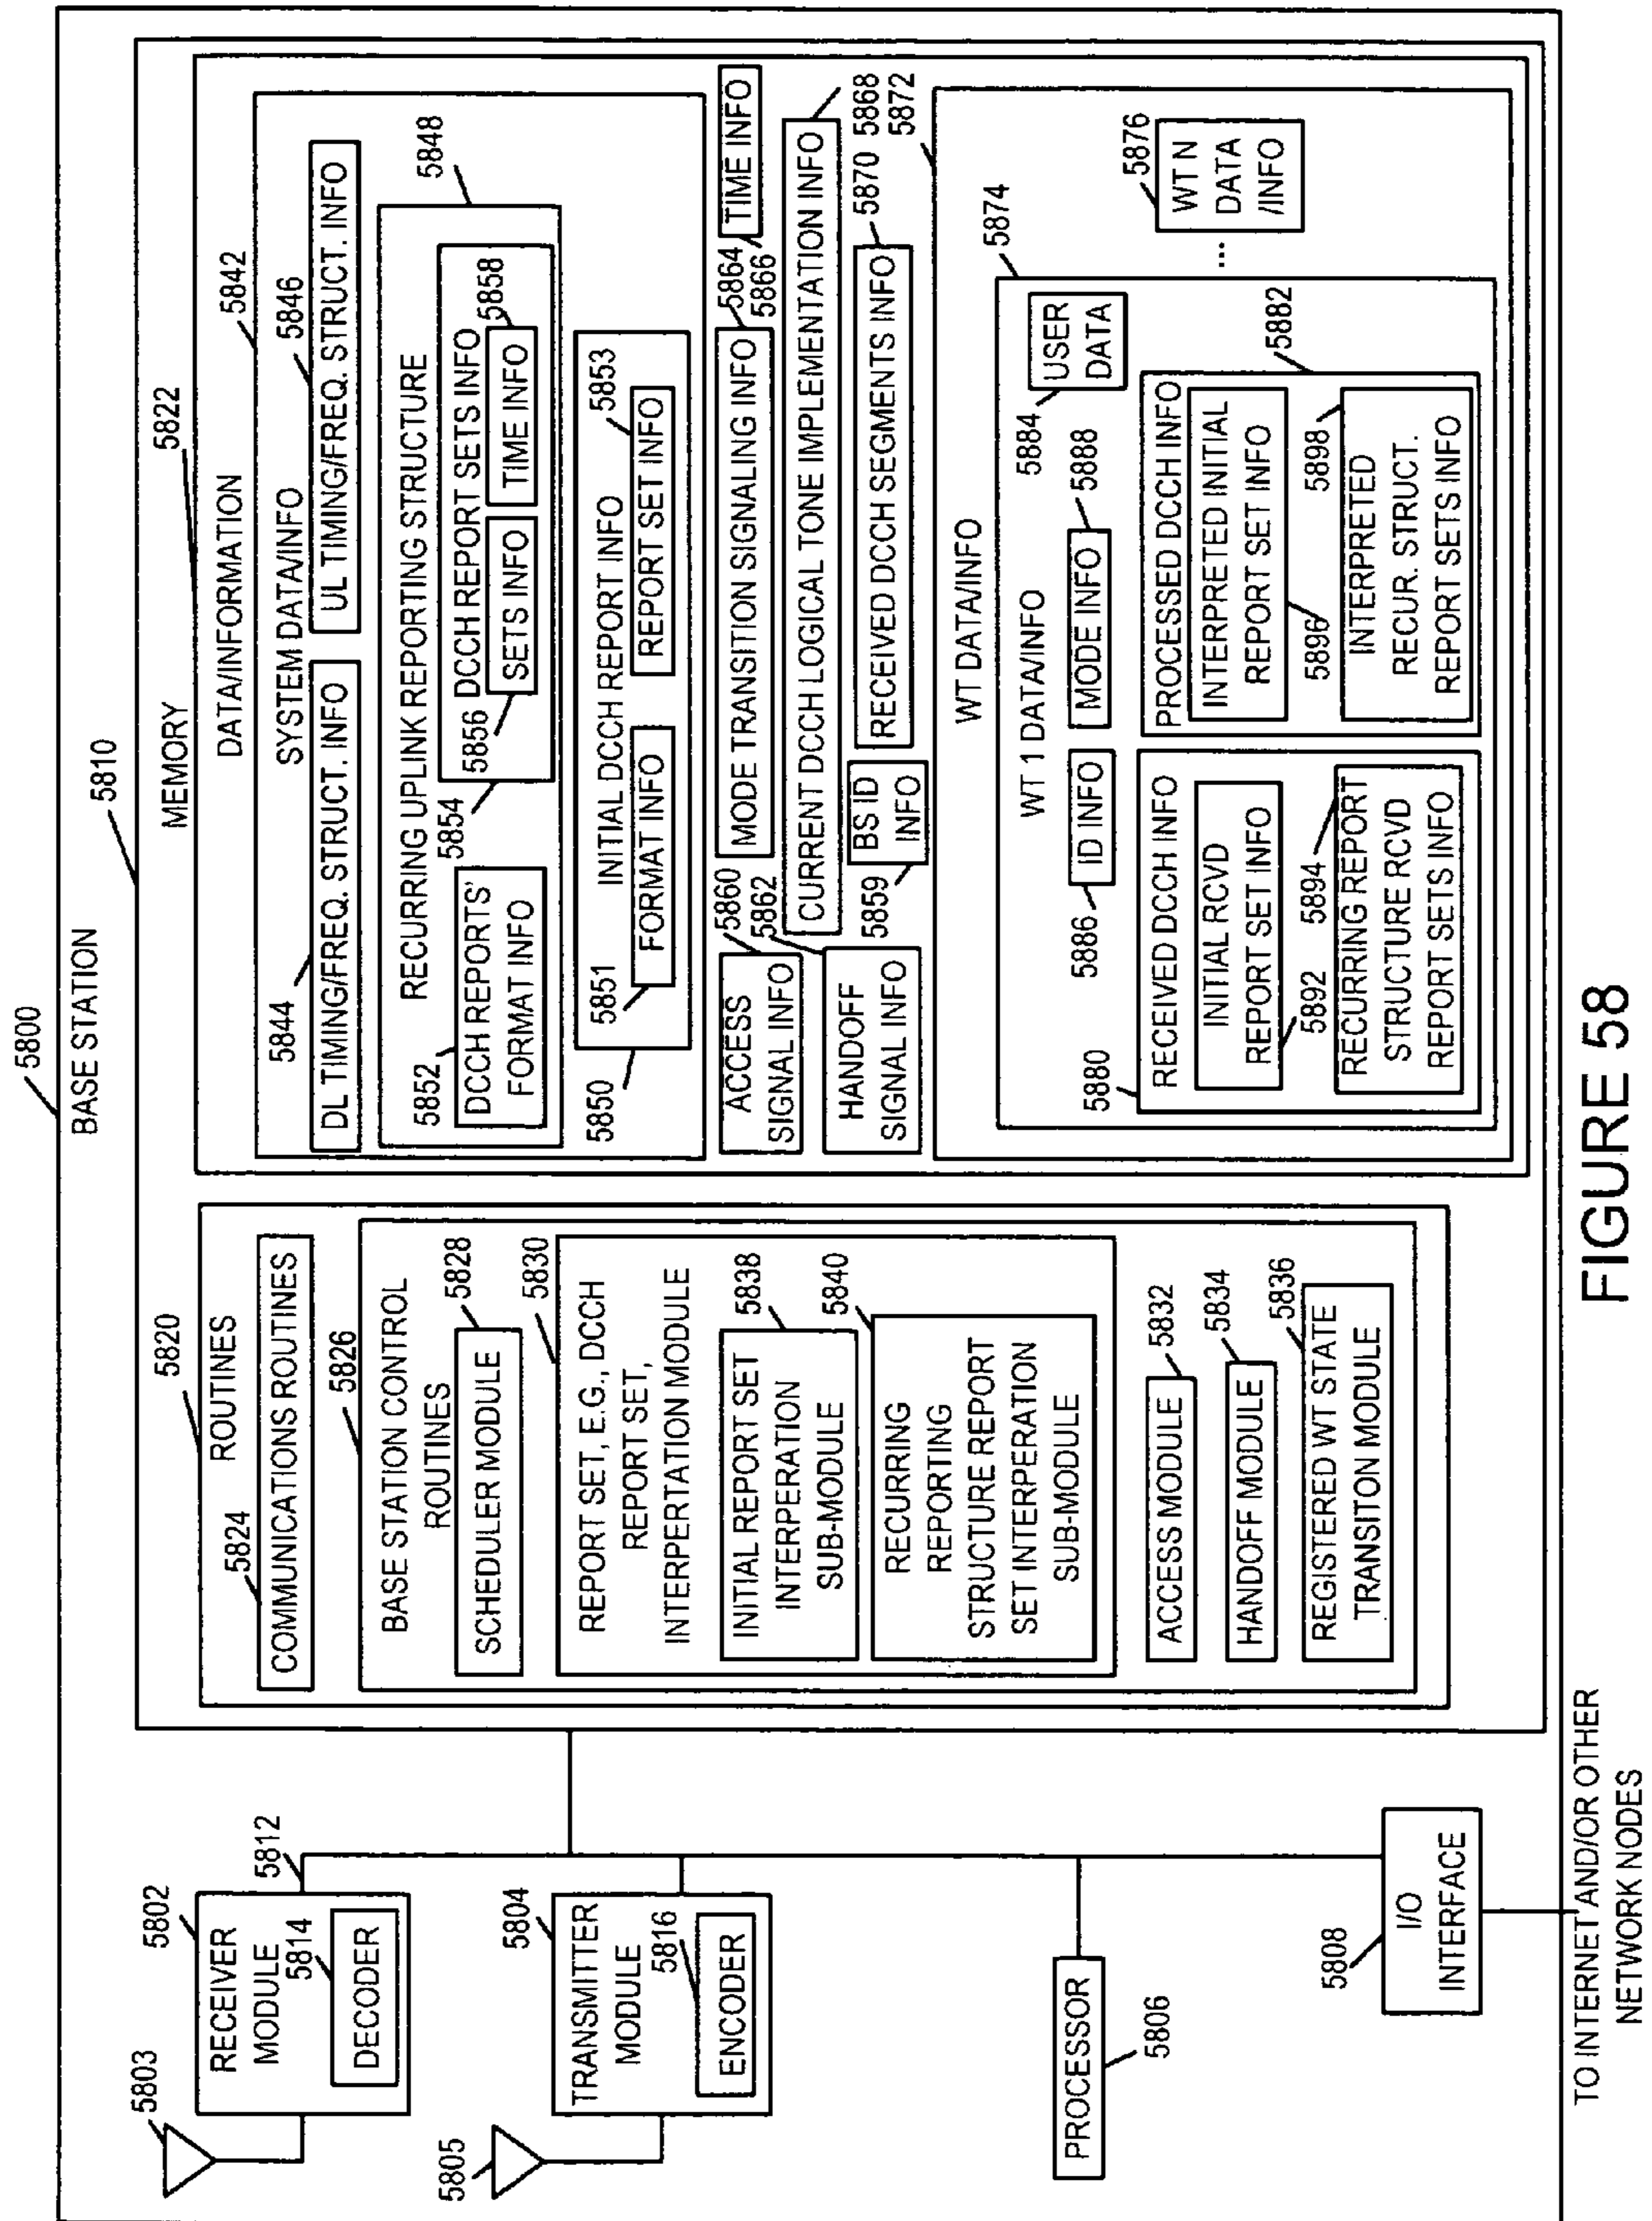 5800
BASE STATION
5810
5803
5802
RECEIVER
MODULE
5814
DECODER
5812
5805
5804
TRANSMITTER
MODULE
5816
ENCODER
PROCESSOR
5806
5808
I/O
INTERFACE
TO INTERNET AND/OR OTHER
NETWORK NODES
MEMORY
5820
ROUTINES
5824
COMMUNICATIONS ROUTINES
5826
BASE STATION CONTROL
ROUTINES
5828
SCHEDULER MODULE
5830
REPORT SET, E.G., DCCH
REPORT SET,
INTERPERTATION MODULE
5838
INITIAL REPORT SET
INTERPERATION
SUB-MODULE
5840
RECURRING
REPORTING
STRUCTURE REPORT
SET INTERPERATION
SUB-MODULE
5832
ACCESS MODULE
5834
HANDOFF MODULE
5836
REGISTERED WT STATE
TRANSITON MODULE
5822
DATA/INFORMATION
5842
SYSTEM DATA/INFO
5844
DL TIMING/FREQ. STRUCT. INFO
5846
UL TIMING/FREQ. STRUCT. INFO
5848
RECURRING UPLINK REPORTING STRUCTURE
5852
DCCH REPORTS'
FORMAT INFO
5854
DCCH REPORT SETS INFO
5856
SETS INFO
5858
TIME INFO
5850
INITIAL DCCH REPORT INFO
5851
FORMAT INFO
5853
REPORT SET INFO
5860
ACCESS
SIGNAL INFO
5864
MODE TRANSITION SIGNALING INFO
5866
TIME INFO
5862
HANDOFF
SIGNAL INFO
5868
CURRENT DCCH LOGICAL TONE IMPLEMENTATION INFO
5859
BS ID
INFO
5870
RECEIVED DCCH SEGMENTS INFO
5872
WT DATA/INFO
5874
WT 1 DATA/INFO
5884
USER
DATA
5886
ID INFO
5888
MODE INFO
5880
RECEIVED DCCH INFO
INITIAL RCVD
REPORT SET INFO
5892
5894
RECURRING REPORT
STRUCTURE RCVD
REPORT SETS INFO
5882
PROCESSED DCCH INFO
INTERPRETED INITIAL
REPORT SET INFO
5896
5898
INTERPRETED
RECUR. STRUCT.
REPORT SETS INFO
...
5876
WT N
DATA
/INFO
FIGURE 58